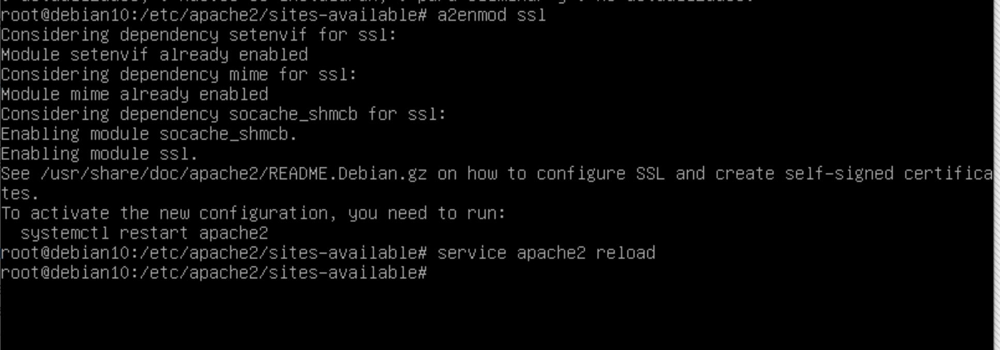 root@debian10:/etc/apache2/sites-available# a2enmod ssl
Considering dependency setenvif for ssl:
Module setenvif already enabled
Considering dependency mime for ssl:
Module mime already enabled
Considering dependency socache_shmcb for ssl:
Enabling module socache_shmcb.
Enabling module ssl.
See /usr/share/doc/apache2/README.Debian.gz on how to configure SSL and create self-signed certifica
tes.
To activate the new configuration, you need to run:
  systemctl restart apache2
root@debian10:/etc/apache2/sites-available# service apache2 reload
root@debian10:/etc/apache2/sites-available#